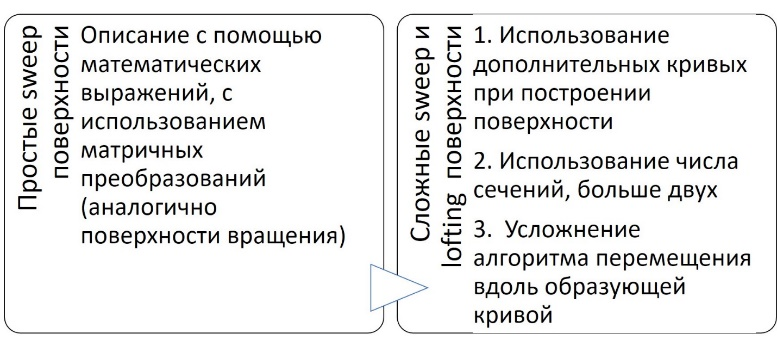 Простые sweep
поверхности
Описание с помощью
математических
выражений, с
использованием
матричных
преобразований
(аналогично
поверхности вращения)
Сложные sweep и
lofting поверхности
1. Использование
дополнительных кривых
при построении
поверхности
2. Использование числа
сечений, больше двух
3. Усложнение
алгоритма перемещения
вдоль образующей
кривой